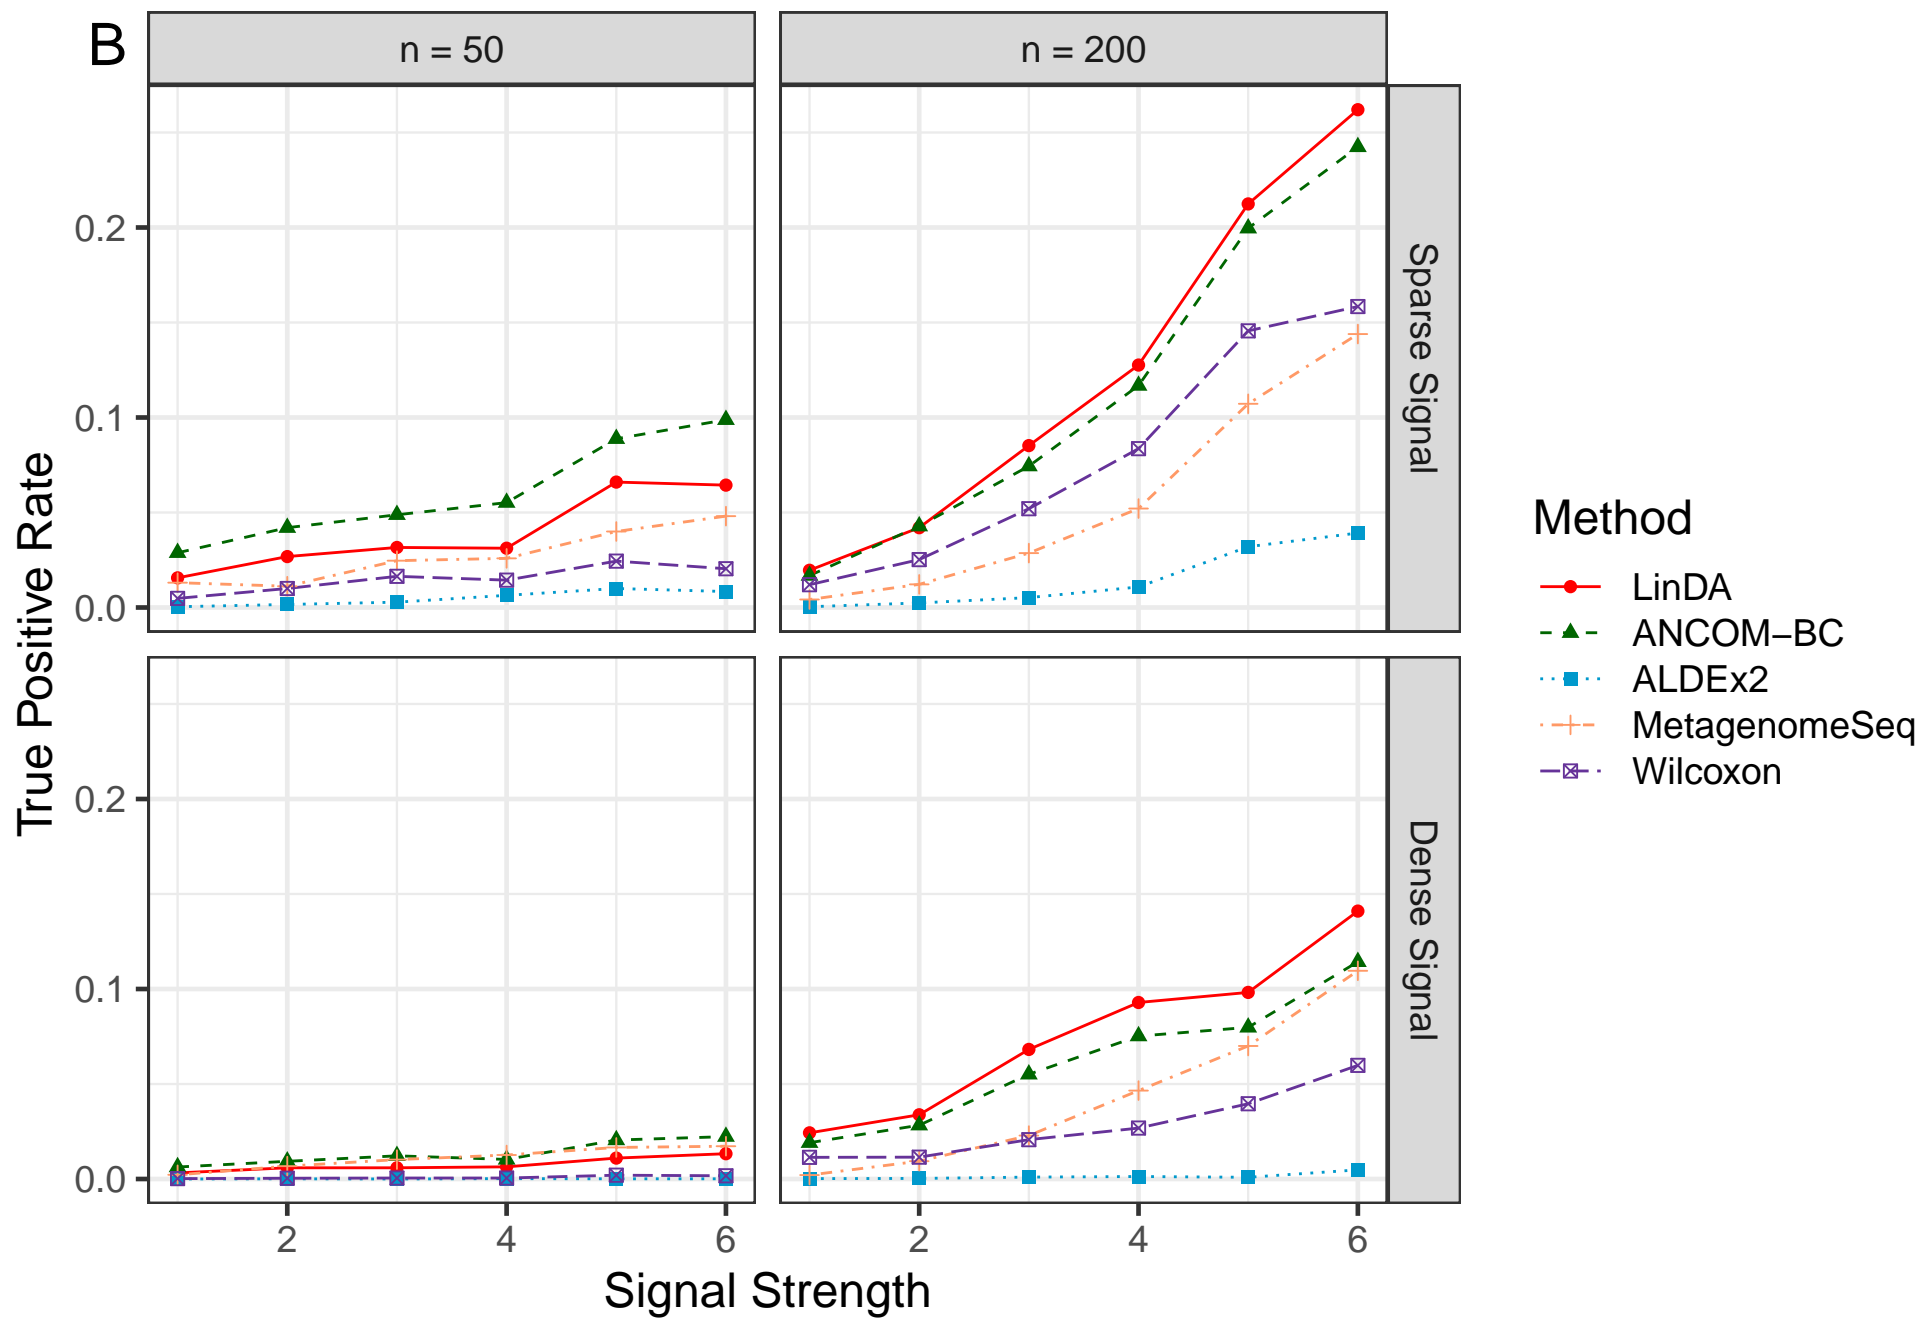 B
n = 50
n = 200
True Positive Rate
0.2
0.1
0.0
Sparse Signal
0.2
0.1
0.0
Dense Signal
2
4
6
2
4
6
Signal Strength
Method
LinDA
ANCOM−BC
ALDEx2
MetagenomeSeq
Wilcoxon